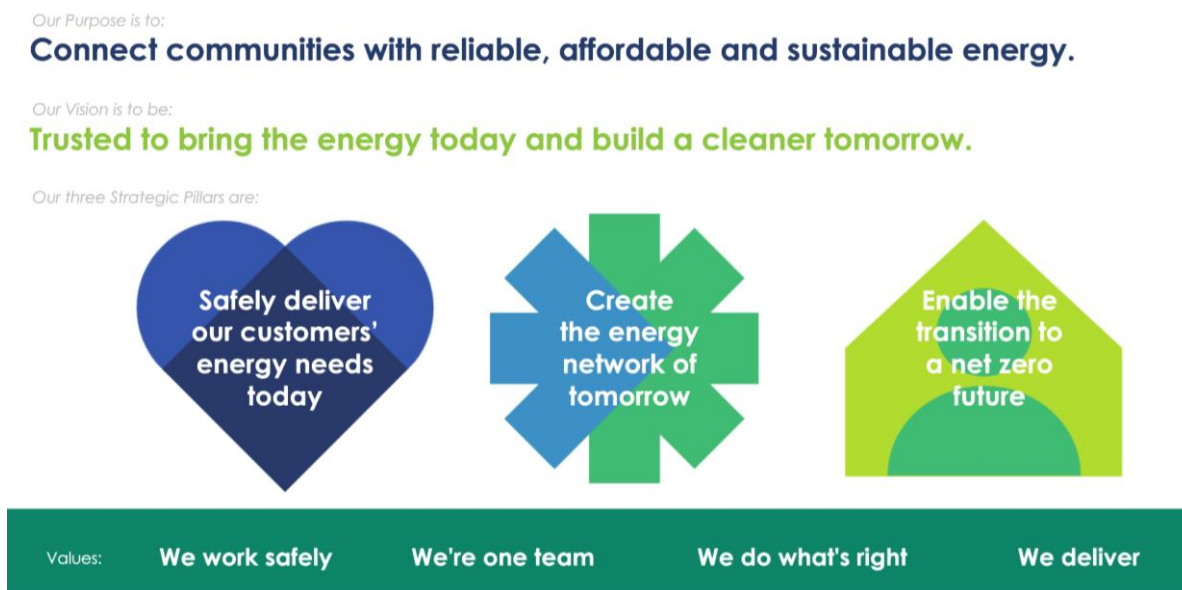 Our Purpose is to:
Connect communities with reliable, affordable and sustainable energy.
Our Vision is to be:
Trusted to bring the energy today and build a cleaner tomorrow.
Our three Strategic Pillars are:
Safely deliver
our customers’
energy needs
today
Create
the energy
network of
tomorrow
Enable the
transition to
a net zero
future
Values:
We work safely
We're one team
We do what's right
We deliver